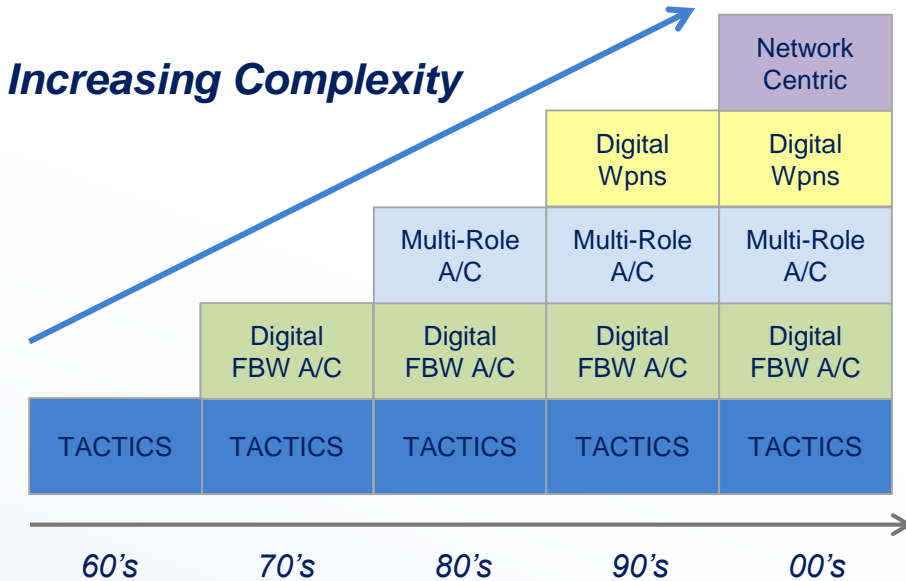 Increasing Complexity
Network
Centric
Digital
Wpns
Digital
Wpns
Multi-Role
A/C
Multi-Role
A/C
Multi-Role
A/C
Digital
FBW A/C
Digital
FBW A/C
Digital
FBW A/C
Digital
FBW A/C
TACTICS
TACTICS
TACTICS
TACTICS
TACTICS
60’s
70’s
80’s
90’s
00’s